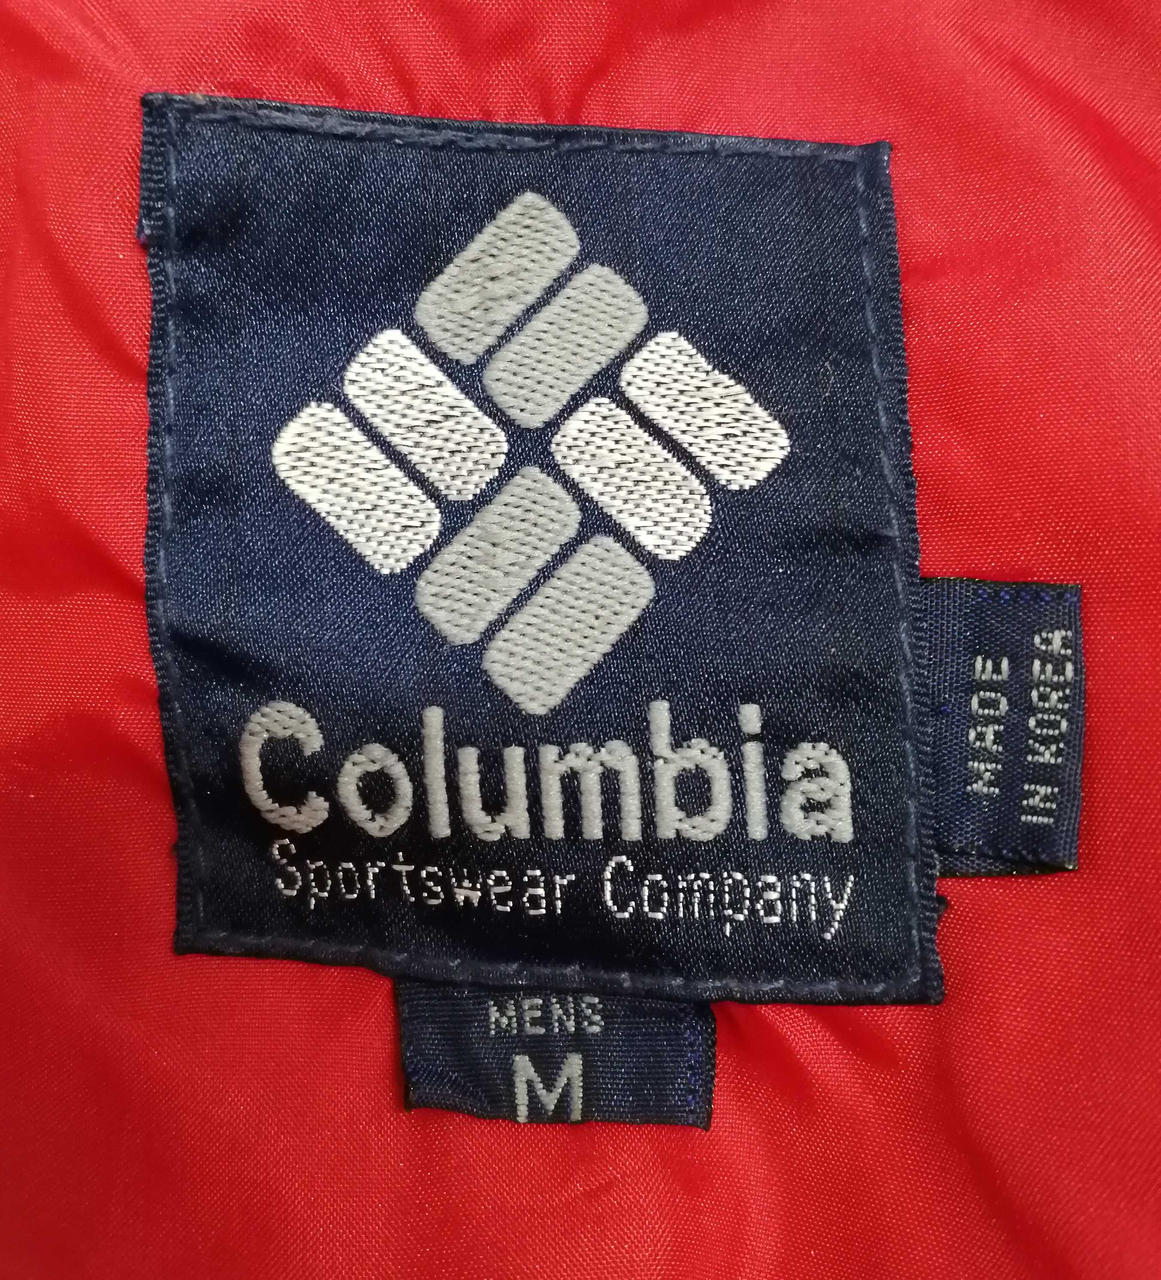 Columbia
Sportswear Company
MADE
IN KOREA
MENS
M